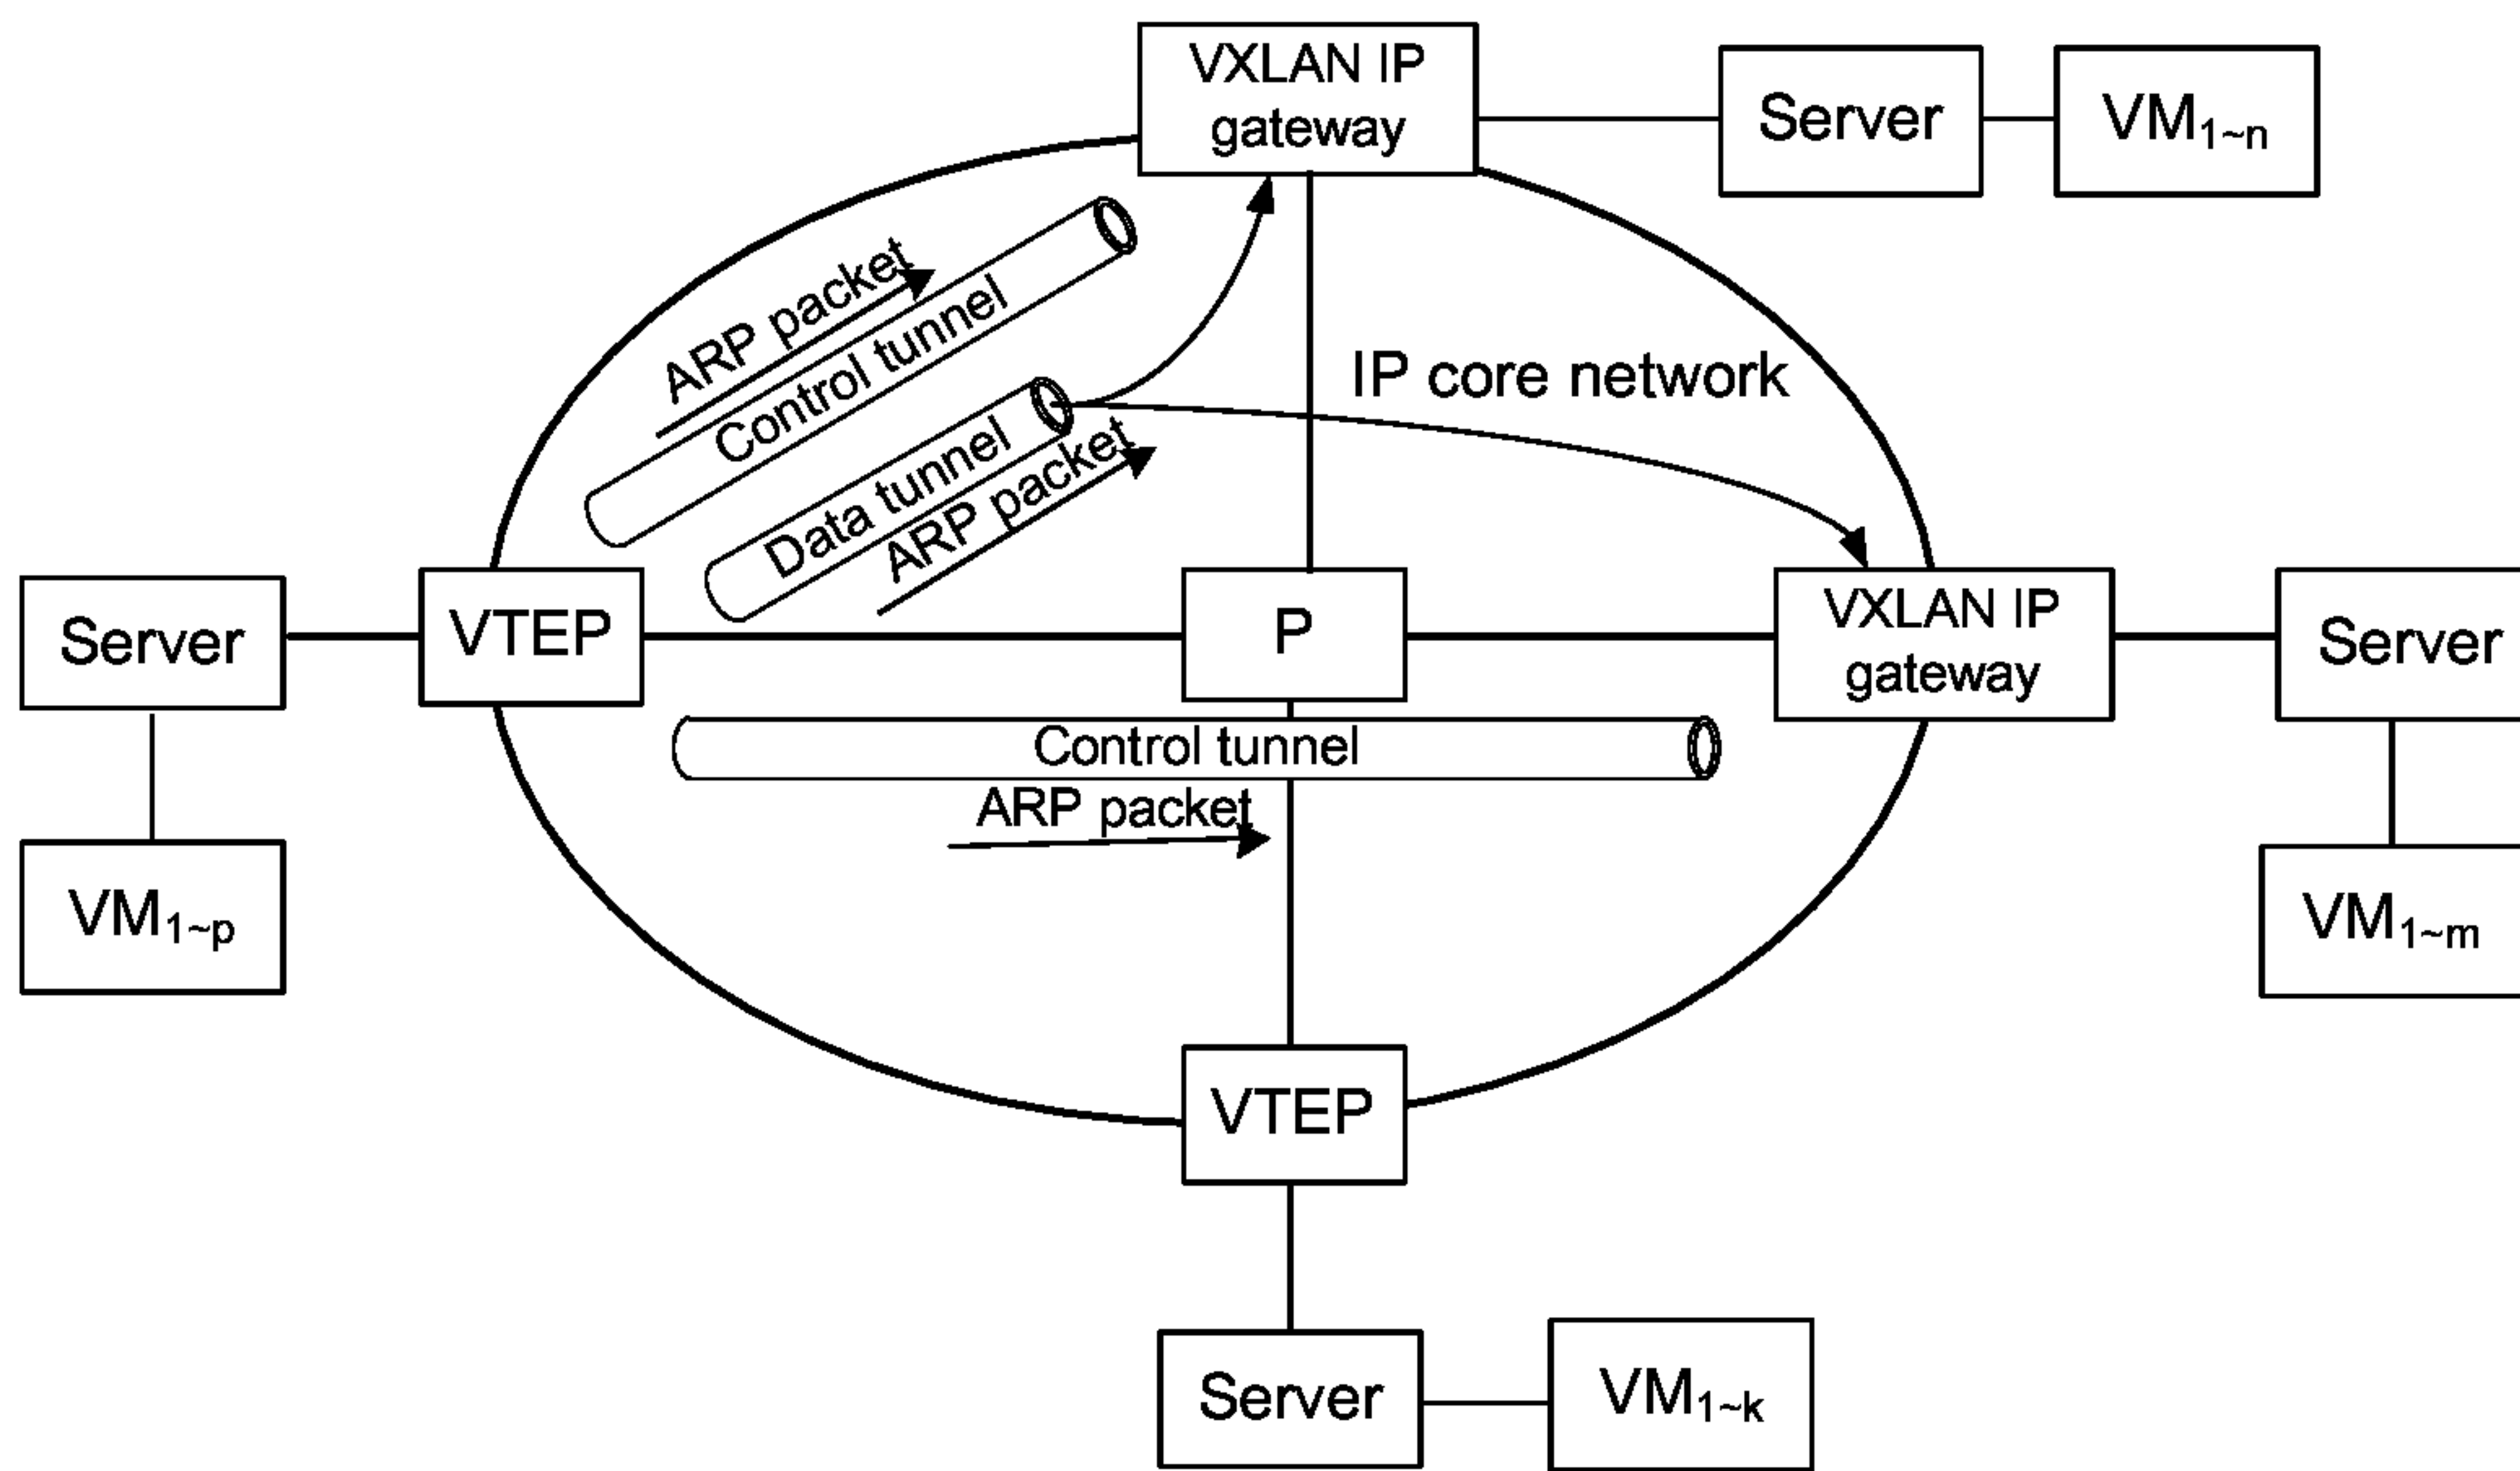 VXLAN IP
gateway
Server
VM1~n
ARP packet
Control tunnel
IP core network
Data tunnel
ARP packet
Server
VTEP
P
VXLAN IP
gateway
Server
Control tunnel
ARP packet
VM1~p
VM1~m
VTEP
Server
VM1~k